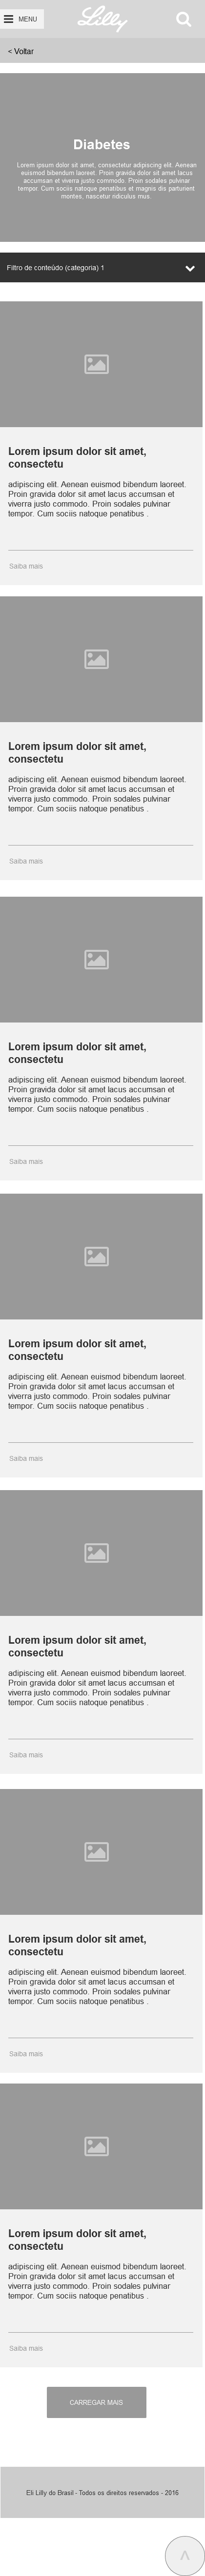 MENU
Lilly
< Voltar
Diabetes
Lorem ipsum dolor sit amet, consectetur adipiscing elit. Aenean
euismod bibendum laoreet. Proin gravida dolor sit amet lacus
accumsan et viverra justo commodo. Proin sodales pulvinar
tempor. Cum sociis natoque penatibus et magnis dis parturient
montes, nascetur ridiculus mus.
Filtro de conteúdo (categoria) 1
Lorem ipsum dolor sit amet,
consectetu
adipiscing elit. Aenean euismod bibendum laoreet.
Proin gravida dolor sit amet lacus accumsan et
viverra justo commodo. Proin sodales pulvinar
tempor. Cum sociis natoque penatibus .
Saiba mais
Lorem ipsum dolor sit amet,
consectetu
adipiscing elit. Aenean euismod bibendum laoreet.
Proin gravida dolor sit amet lacus accumsan et
viverra justo commodo. Proin sodales pulvinar
tempor. Cum sociis natoque penatibus .
Saiba mais
Lorem ipsum dolor sit amet,
consectetu
adipiscing elit. Aenean euismod bibendum laoreet.
Proin gravida dolor sit amet lacus accumsan et
viverra justo commodo. Proin sodales pulvinar
tempor. Cum sociis natoque penatibus .
Saiba mais
Lorem ipsum dolor sit amet,
consectetu
adipiscing elit. Aenean euismod bibendum laoreet.
Proin gravida dolor sit amet lacus accumsan et
viverra justo commodo. Proin sodales pulvinar
tempor. Cum sociis natoque penatibus .
Saiba mais
Lorem ipsum dolor sit amet,
consectetu
adipiscing elit. Aenean euismod bibendum laoreet.
Proin gravida dolor sit amet lacus accumsan et
viverra justo commodo. Proin sodales pulvinar
tempor. Cum sociis natoque penatibus .
Saiba mais
Lorem ipsum dolor sit amet,
consectetu
adipiscing elit. Aenean euismod bibendum laoreet.
Proin gravida dolor sit amet lacus accumsan et
viverra justo commodo. Proin sodales pulvinar
tempor. Cum sociis natoque penatibus .
Saiba mais
Lorem ipsum dolor sit amet,
consectetu
adipiscing elit. Aenean euismod bibendum laoreet.
Proin gravida dolor sit amet lacus accumsan et
viverra justo commodo. Proin sodales pulvinar
tempor. Cum sociis natoque penatibus .
Saiba mais
CARREGAR MAIS
Eli Lilly do Brasil - Todos os direitos reservados - 2016